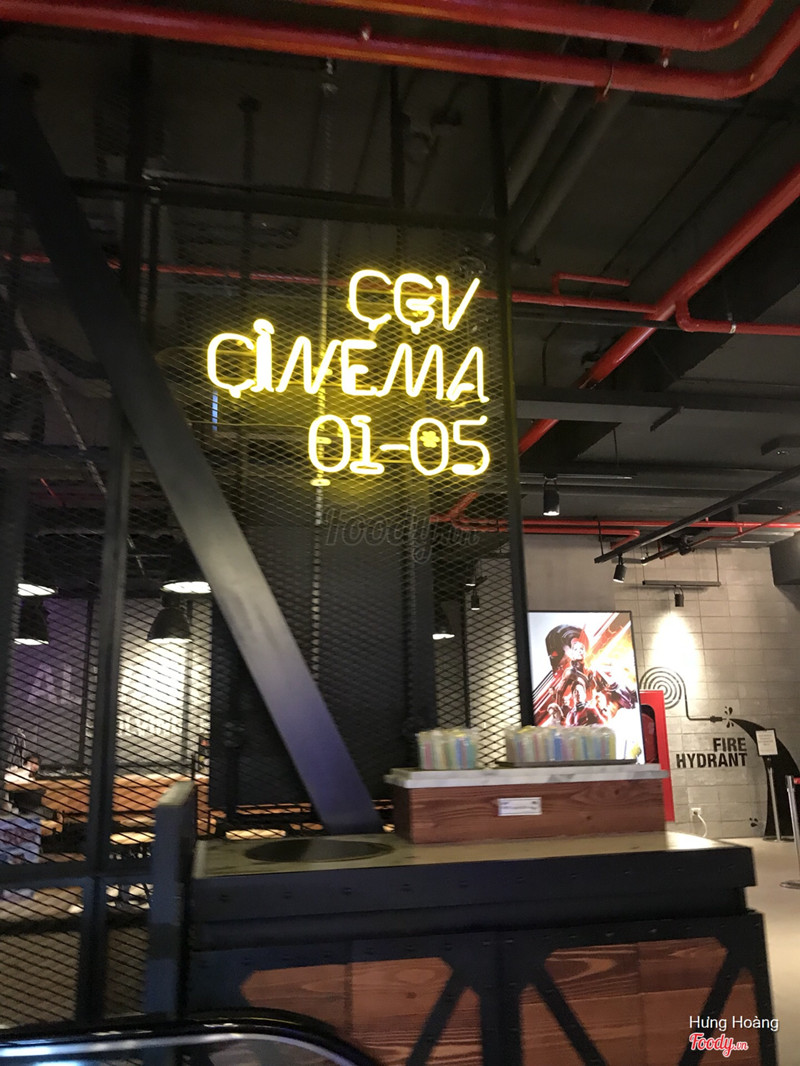 CGV
CINEMA
01-05
Foody.vn
FIRE
HYDRANT
Hưng Hoàng
Foody.vn